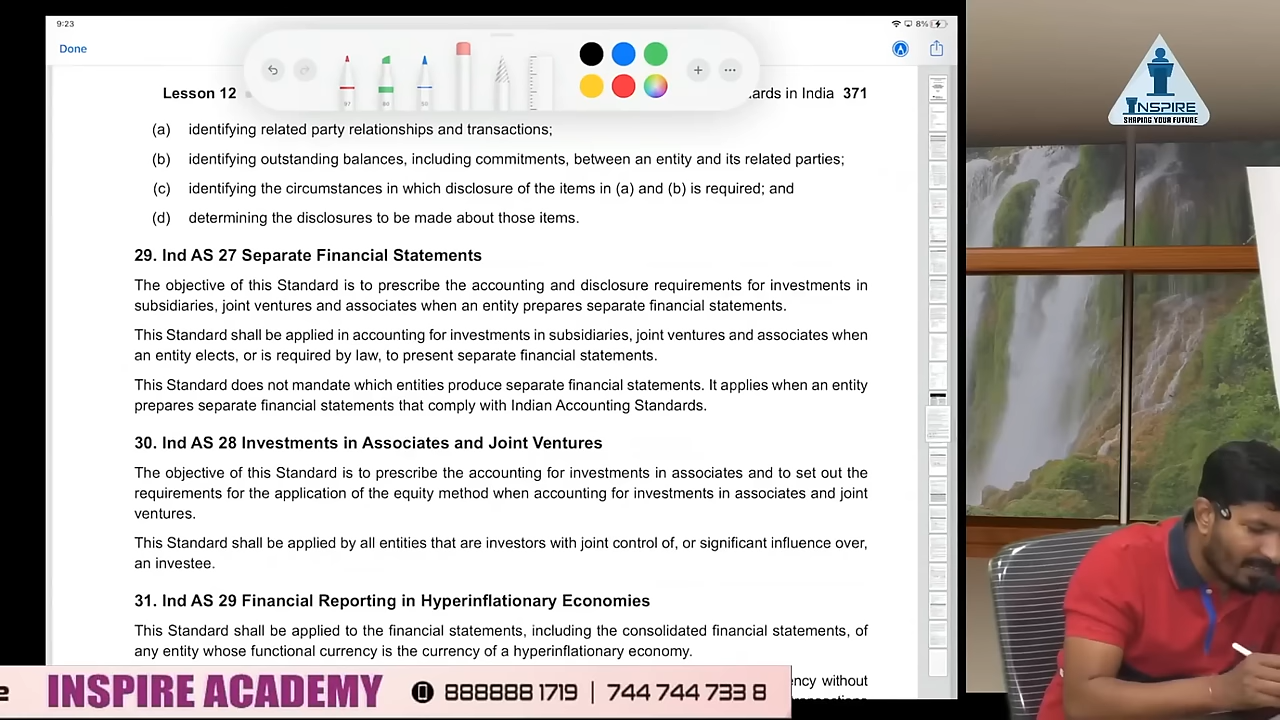 9:23
8%
Done
97
88
50
Lesson 12
ards in India 371
(a) identifying related party relationships and transactions;
(b) identifying outstanding balances, including commitments, between an entity and its related parties;
(c) identifying the circumstances in which disclosure of the items in (a) and (b) is required; and
(d) determining the disclosures to be made about those items.
29. Ind AS 27 Separate Financial Statements
The objective of this Standard is to prescribe the accounting and disclosure requirements for investments in
subsidiaries, joint ventures and associates when an entity prepares separate financial statements.
This Standard shall be applied in accounting for investments in subsidiaries, joint ventures and associates when
an entity elects, or is required by law, to present separate financial statements.
This Standard does not mandate which entities produce separate financial statements. It applies when an entity
prepares separate financial statements that comply with Indian Accounting Standards.
30. Ind AS 28 Investments in Associates and Joint Ventures
The objective of this Standard is to prescribe the accounting for investments in associates and to set out the
requirements for the application of the equity method when accounting for investments in associates and joint
ventures.
This Standard shall be applied by all entities that are investors with joint control of, or significant influence over,
an investee.
31. Ind AS 29 Financial Reporting in Hyperinflationary Economies
This Standard shall be applied to the financial statements, including the consolidated financial statements, of
any entity whose functional currency is the currency of a hyperinflationary economy.
ncy without
INSPIRE
SHAPING YOUR FUTURE
e INSPIRE ACADEMY 888888 1719 | 744 744 733 8